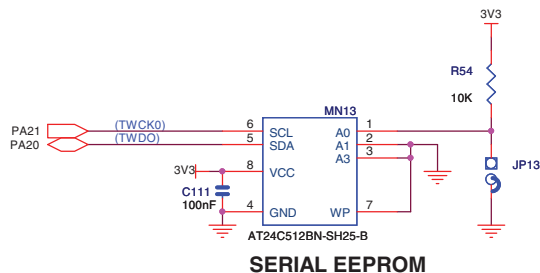 3V3
R54
10K
JP13
MN13
PA21
(TWCK0)
6
SCL
A0
1
PA20
(TWDO)
5
SDA
A1
2
A3
3
3V3
8
VCC
C111
100nF
4
GND
WP
7
AT24C512BN-SH25-B
SERIAL EEPROM